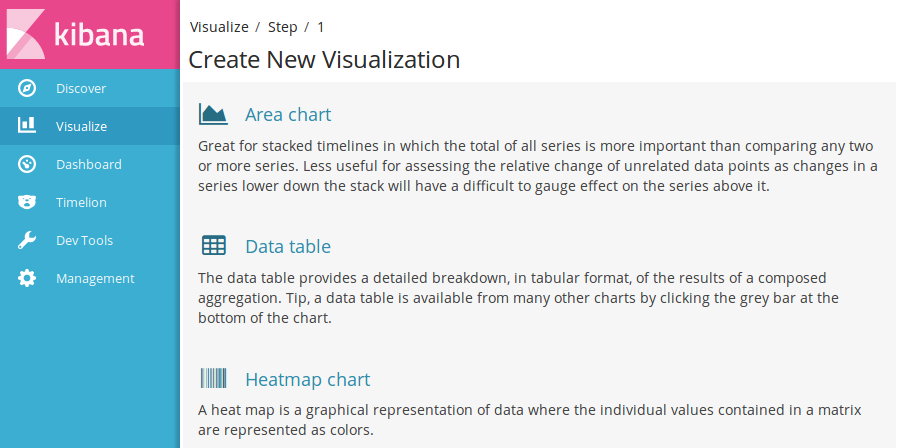 kibana
Discover
Visualize
Dashboard
Timelion
Dev Tools
Management
Visualize / Step / 1
Create New Visualization
Area chart
Great for stacked timelines in which the total of all series is more important than comparing any two
or more series. Less useful for assessing the relative change of unrelated data points as changes in a
series lower down the stack will have a difficult to gauge effect on the series above it.
Data table
The data table provides a detailed breakdown, in tabular format, of the results of a composed
aggregation. Tip, a data table is available from many other charts by clicking the grey bar at the
bottom of the chart.
Heatmap chart
A heat map is a graphical representation of data where the individual values contained in a matrix
are represented as colors.